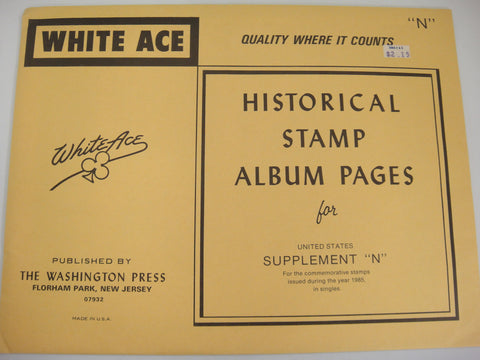 "N"
WHITE ACE
QUALITY WHERE IT COUNTS
$2.15
HISTORICAL
STAMP
ALBUM PAGES
for
White Ace
UNITED STATES
SUPPLEMENT "N"
For the commemorative stamps
issued during the year 1985,
in singles.
PUBLISHED BY
THE WASHINGTON PRESS
FLORHAM PARK, NEW JERSEY
07932
MADE IN U.S.A.